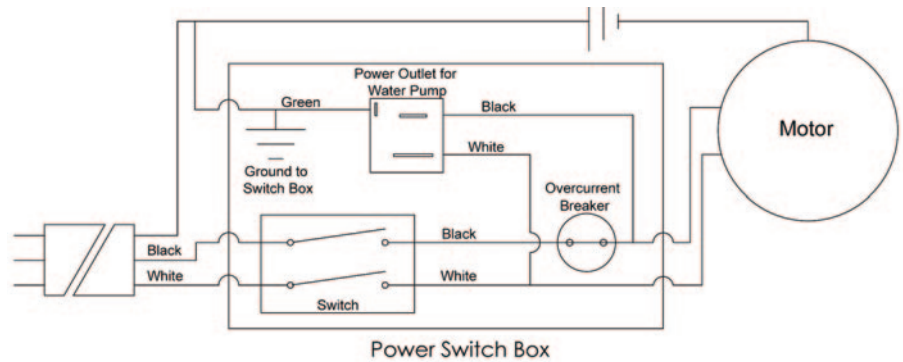 Power Outlet for
Water Pump
Green
Black
Motor
White
Ground to
Switch Box
Overcurrent
Breaker
Black
Black
White
White
Switch
Power Switch Box